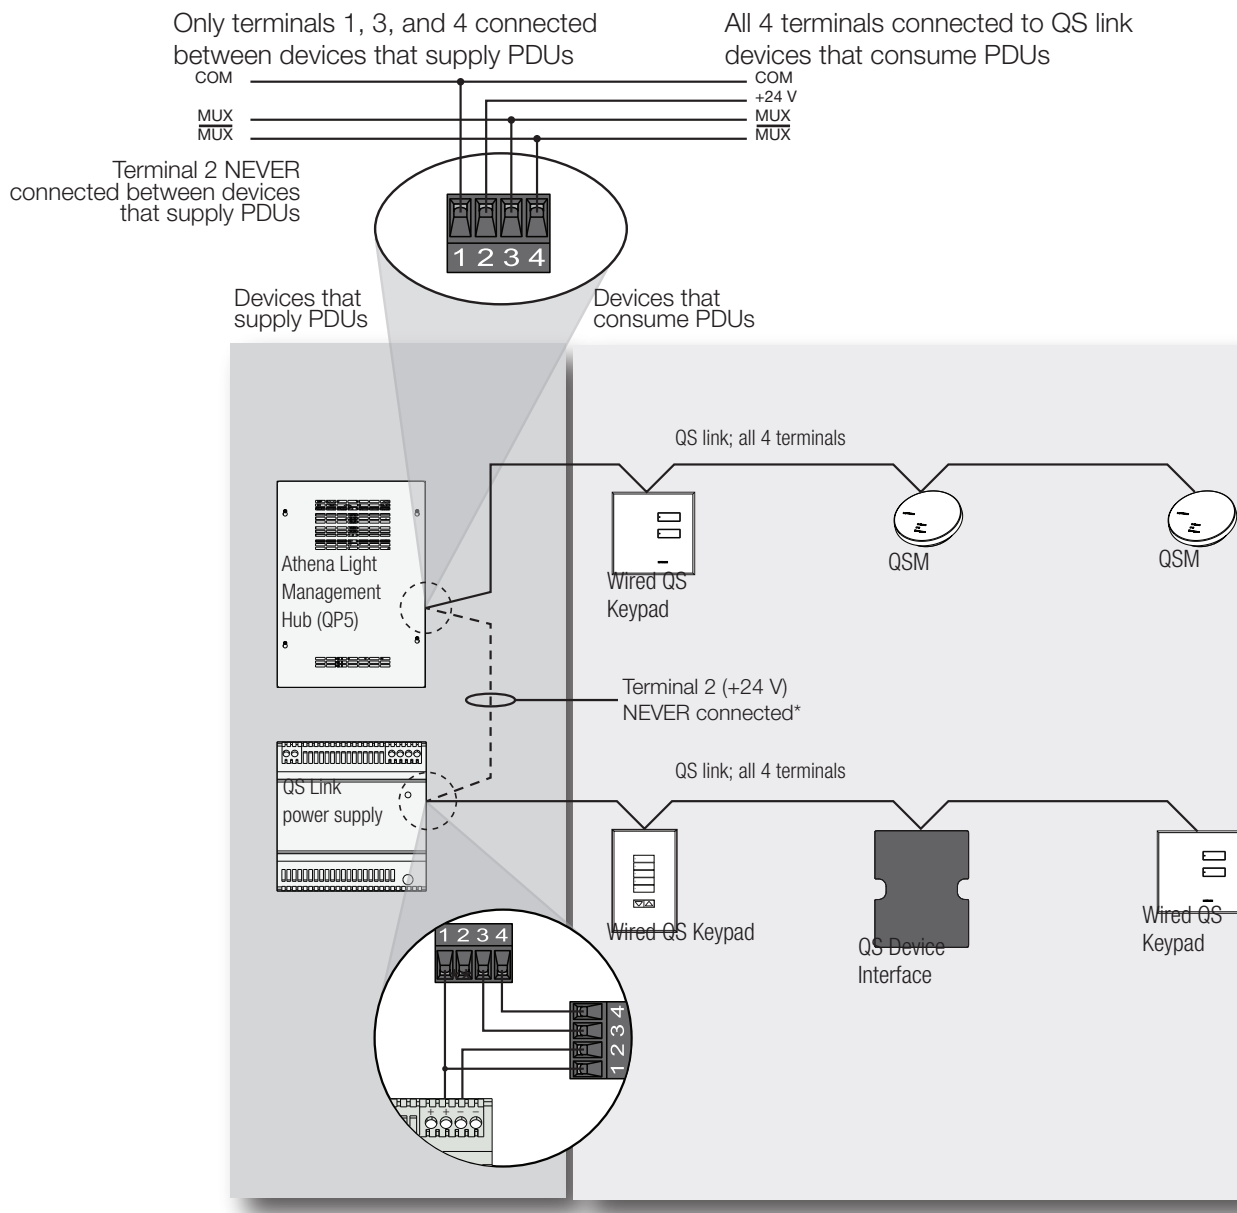 Only terminals 1, 3, and 4 connected
between devices that supply PDUs
All 4 terminals connected to QS link
devices that consume PDUs
COM
MUX
MUX
COM
+24 V
MUX
MUX
Terminal 2 NEVER
connected between devices
that supply PDUs
1 2 3 4
Devices that
supply PDUs
Devices that
consume PDUs
QS link; all 4 terminals
Athena Light
Management
Hub (QP5)
Wired QS
Keypad
QSM
QSM
Terminal 2 (+24 V)
NEVER connected*
QS link; all 4 terminals
QS Link
power supply
Wired QS Keypad
QS Device
Interface
Wired QS
Keypad
1 2 3 4
1 2 3 4
+ + – –